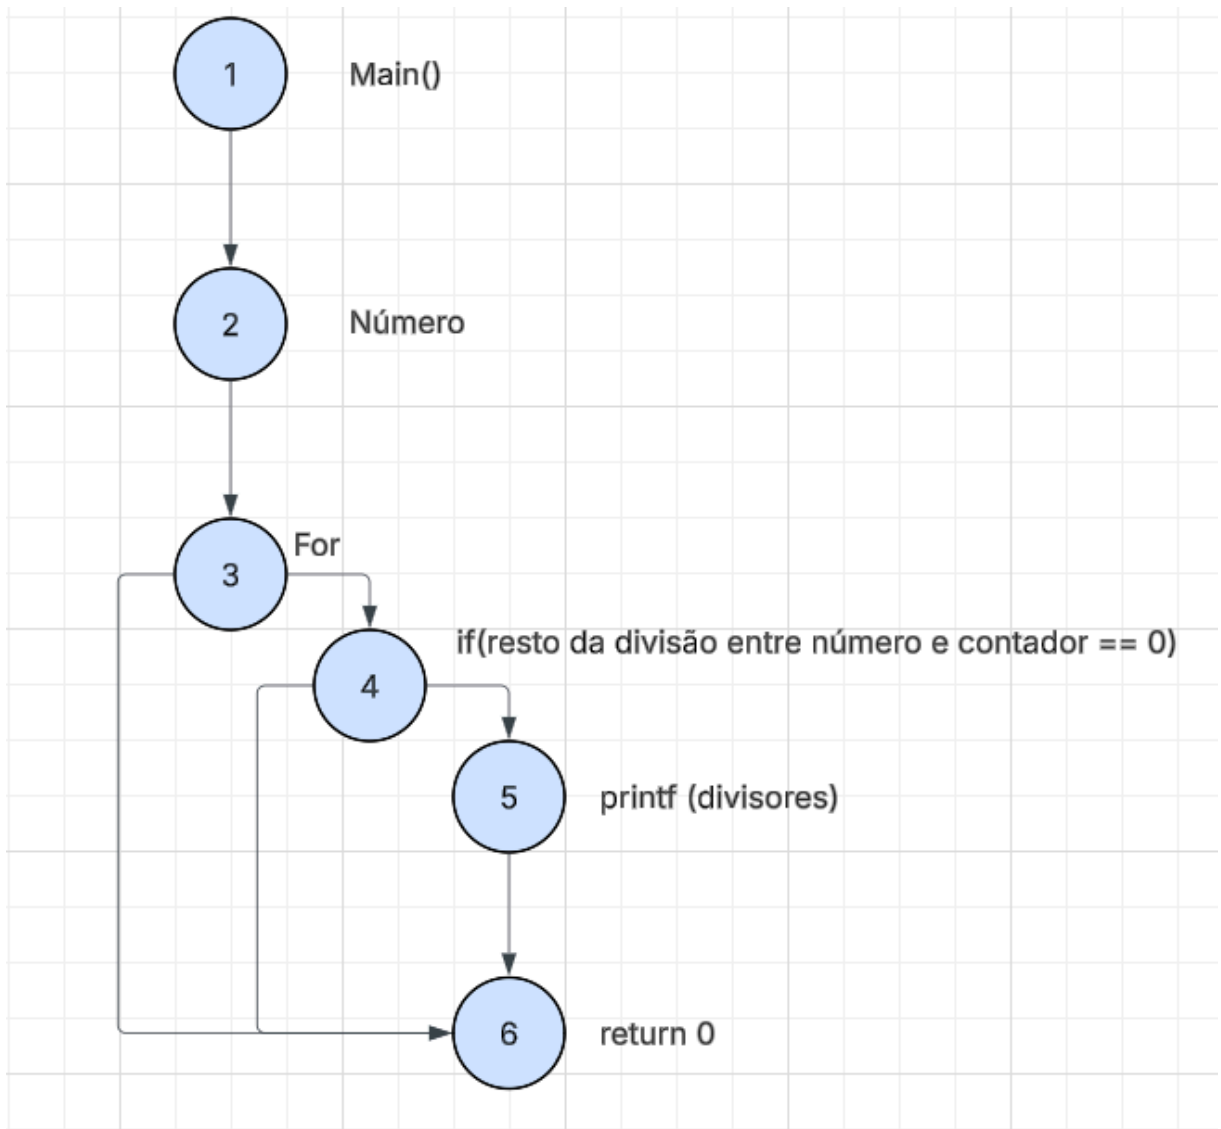 1
Main()
2
Número
For
3
if(resto da divisão entre número e contador == 0)
4
5
printf (divisores)
6
return 0